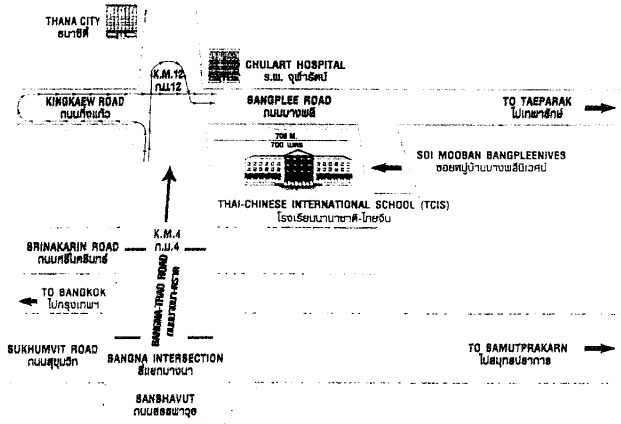 THANA CITY
ธนาซิตี้
K.M.12
ก.ม.12
CHULART HOSPITAL
ร.พ. จุฬารัตน์
KINGKAEW ROAD
ถนนกิ่งแก้ว
BANGPLEE ROAD
ถนนบางพลี
TO TAEPARAK
ไปเทพารักษ์
700 M.
700 เมตร
SOI MOOBAN BANGPLEENIVES
ซอยหมู่บ้านบางพลีนิเวศน์
THAI-CHINESE INTERNATIONAL SCHOOL (TCIS)
โรงเรียนนานาชาติ-ไทยจีน
K.M.4
ก.ม.4
SRINAKARIN ROAD
ถนนศรีนครินทร์
BANGNA-TRAD ROAD
ถนนบางนา-ตราด
TO BANGKOK
ไปกรุงเทพฯ
SUKHUMVIT ROAD
ถนนสุขุมวิท
BANGNA INTERSECTION
สี่แยกบางนา
TO SAMUTPRAKARN
ไปสมุทรปราการ
SANBHAVUT
ถนนสรรพาวุธ